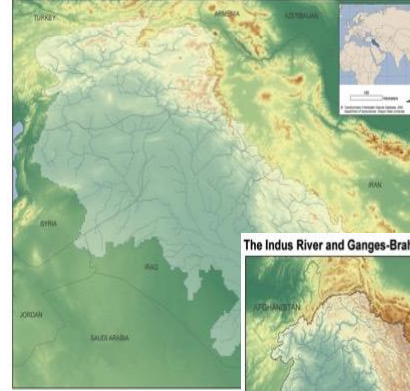 TURKEY
ARMENIA
AZERBAIJAN
SYRIA
IRAQ
IRAN
JORDAN
SAUDI ARABIA
The Indus River and Ganges-Brah
AFGHANISTAN